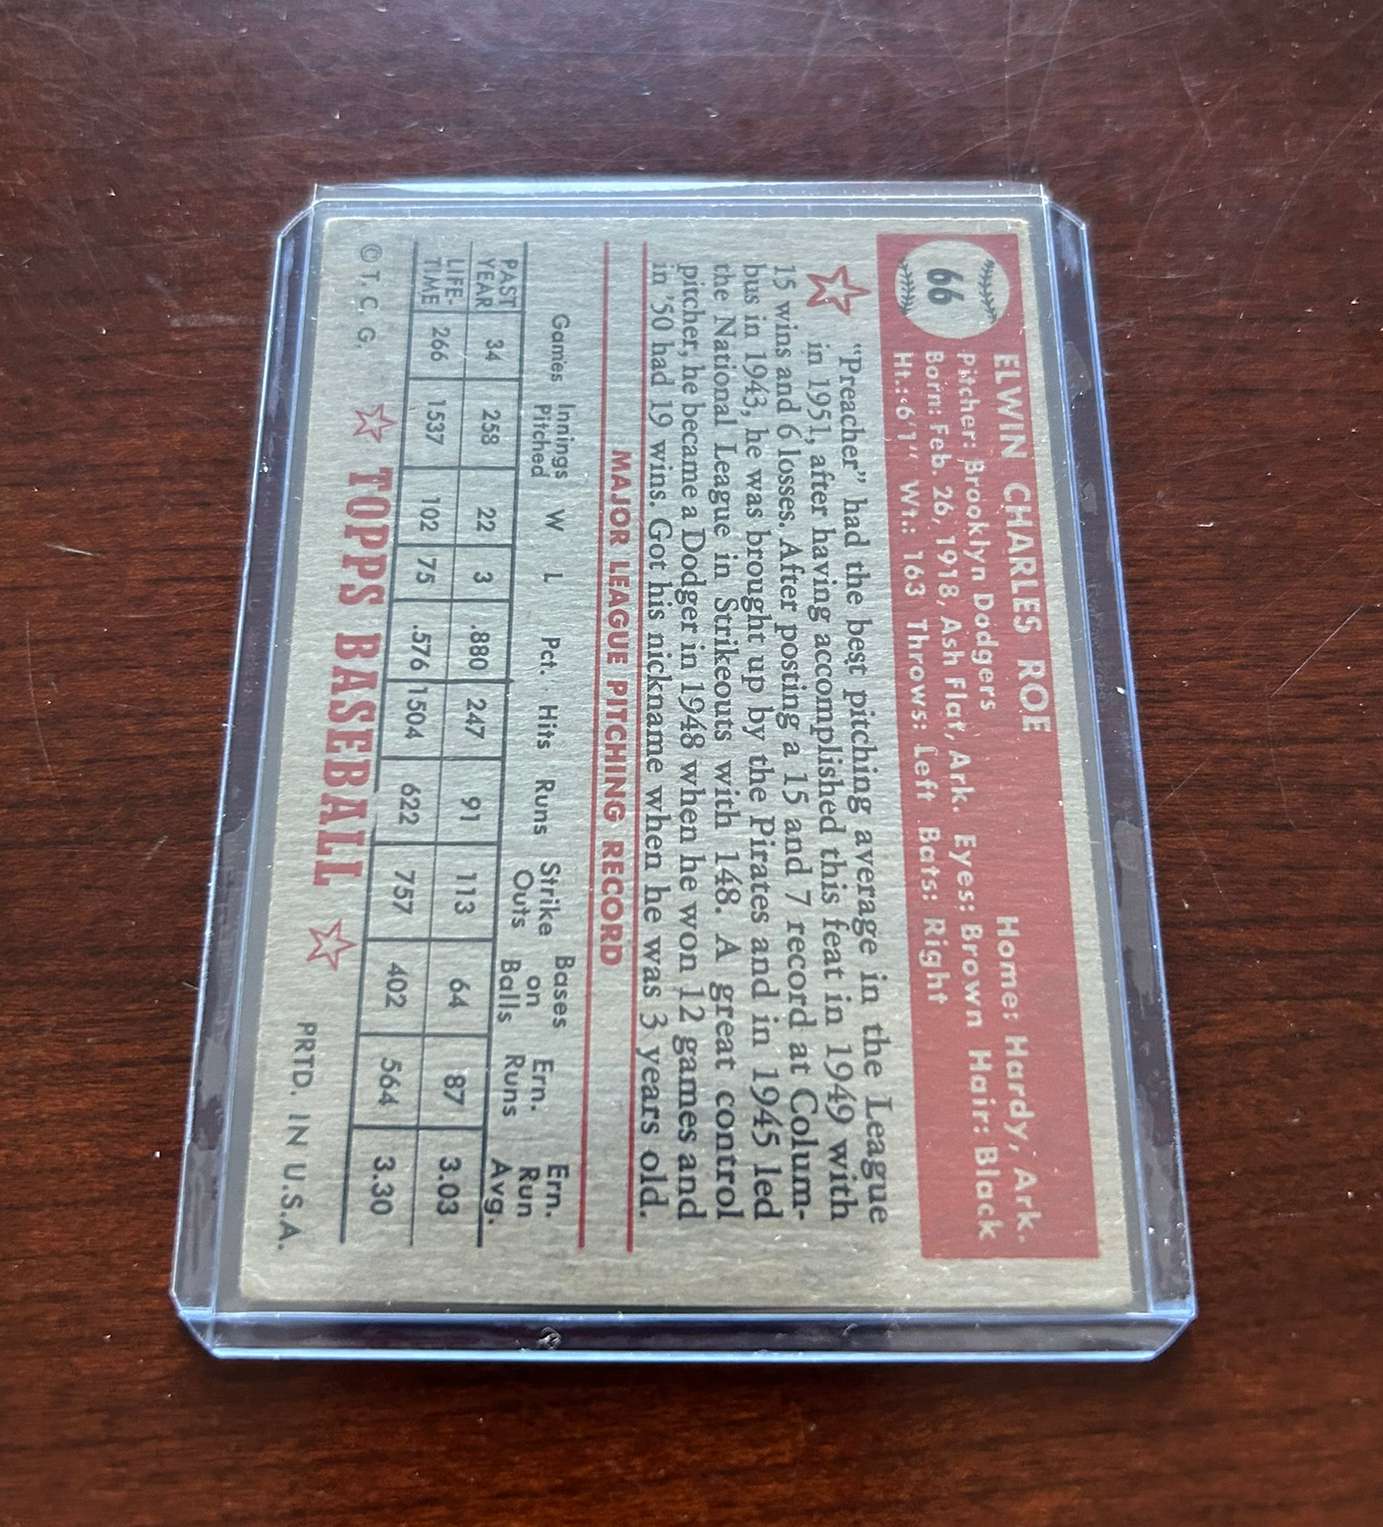 66
ELWIN CHARLES ROE Home: Hardy, Ark.
Pitcher: Brooklyn Dodgers
Born: Feb. 26, 1918, Ash Flat, Ark. Eyes: Brown Hair: Black
Ht.: 6'1" Wt.: 163 Throws: Left Bats: Right
"Preacher" had the best pitching average in the League
in 1951, after having accomplished this feat in 1949 with
15 wins and 6 losses. After posting a 15 and 7 record at Colum-
bus in 1943, he was brought up by the Pirates and in 1945 led
the National League in Strikeouts with 148. A great control
pitcher, he became a Dodger in 1948 when he won 12 games and
in '50 had 19 wins. Got his nickname when he was 3 years old.
MAJOR LEAGUE PITCHING RECORD
Games Innings Pitched W L Pct. Hits Runs Strike Outs Bases on Balls Ern. Runs Ern. Run Avg.
PAST YEAR 34 258 22 3 .880 247 91 113 64 87 3.03
LIFE-TIME 266 1537 102 75 .576 1504 622 757 402 564 3.30
© T. C. G. TOPPS BASEBALL PRTD. IN U.S.A.